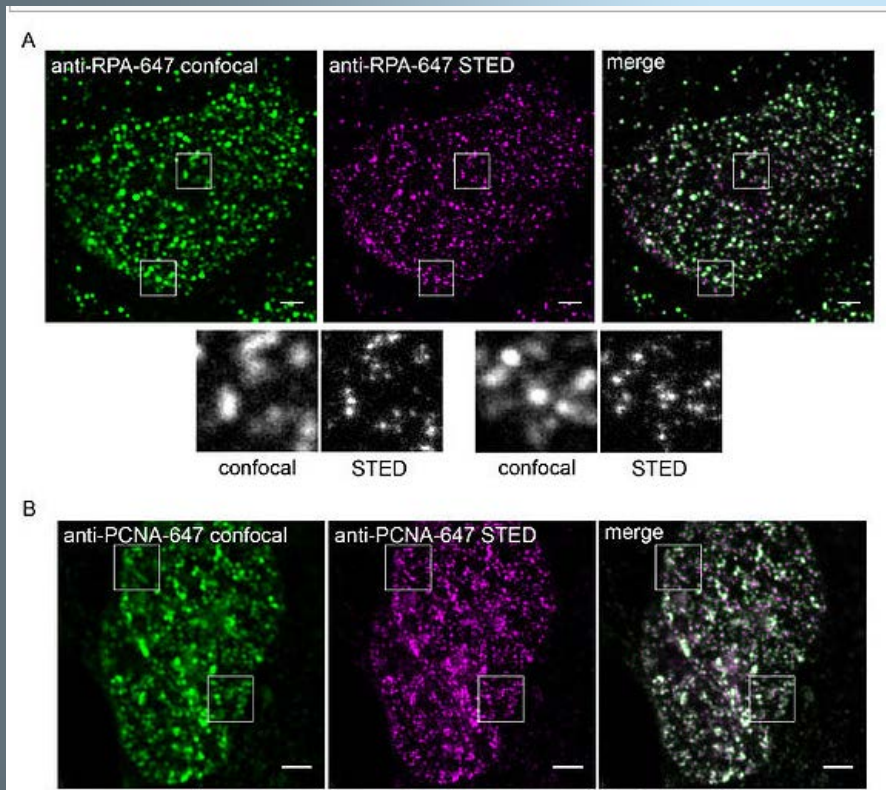 A
anti-RPA-647 confocal
anti-RPA-647 STED
merge
confocal
STED
confocal
STED
B
anti-PCNA-647 confocal
anti-PCNA-647 STED
merge